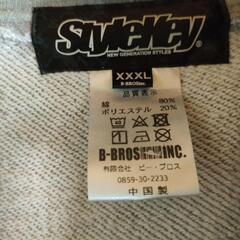 StyleKey
NEW GENERATION STYLES
XXXL
B-BROSInc.
品質表示
綿 80%
ポリエステル 20%
B-BROS INC.
有限会社 ビー・ブロス
0859-30-2233
中国製